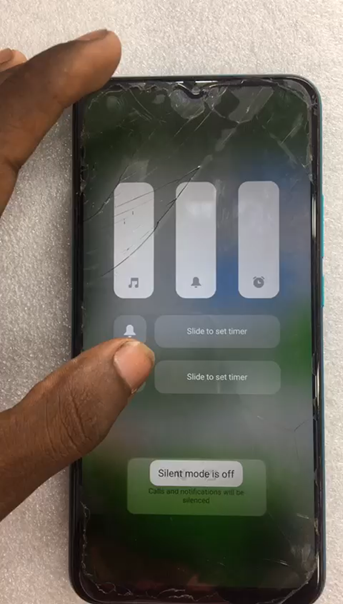 Slide to set timer
Slide to set timer
Silent mode is off
Calls and notifications will be
silenced